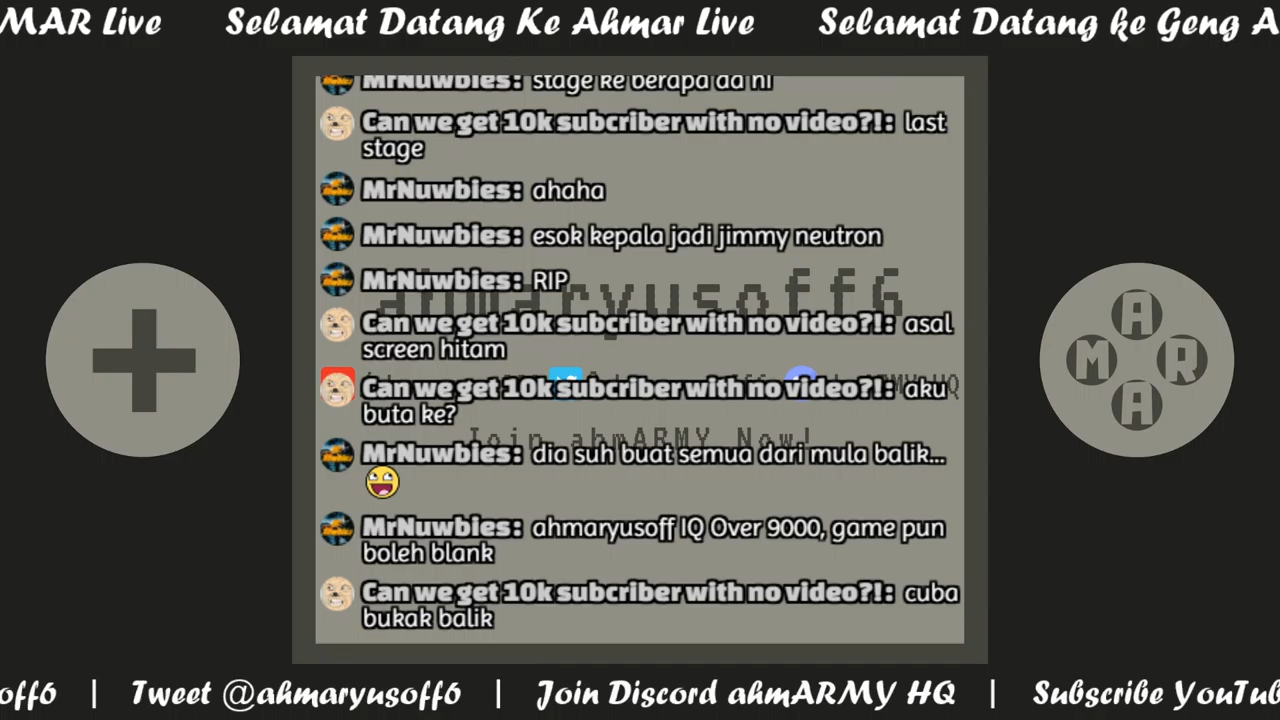 MAR Live Selamat Datang Ke Ahmar Live Selamat Datang ke Geng A
MrNuwbies: stage ke berapa da ni
Can we get 10k subcriber with no video?!: last
stage
MrNuwbies: ahaha
MrNuwbies: esok kepala jadi jimmy neutron
MrNuwbies: RIP
ahmaryusoff6
Can we get 10k subcriber with no video?!: asal
screen hitam
Can we get 10k subcriber with no video?!: aku
buta ke?
Join ahmARMY Now!
MrNuwbies: dia suh buat semua dari mula balik...
MrNuwbies: ahmaryusoff IQ Over 9000, game pun
boleh blank
Can we get 10k subcriber with no video?!: cuba
bukak balik
A
M R
A
off6 | Tweet @ahmaryusoff6 | Join Discord ahmARMY HQ | Subscribe YouTub